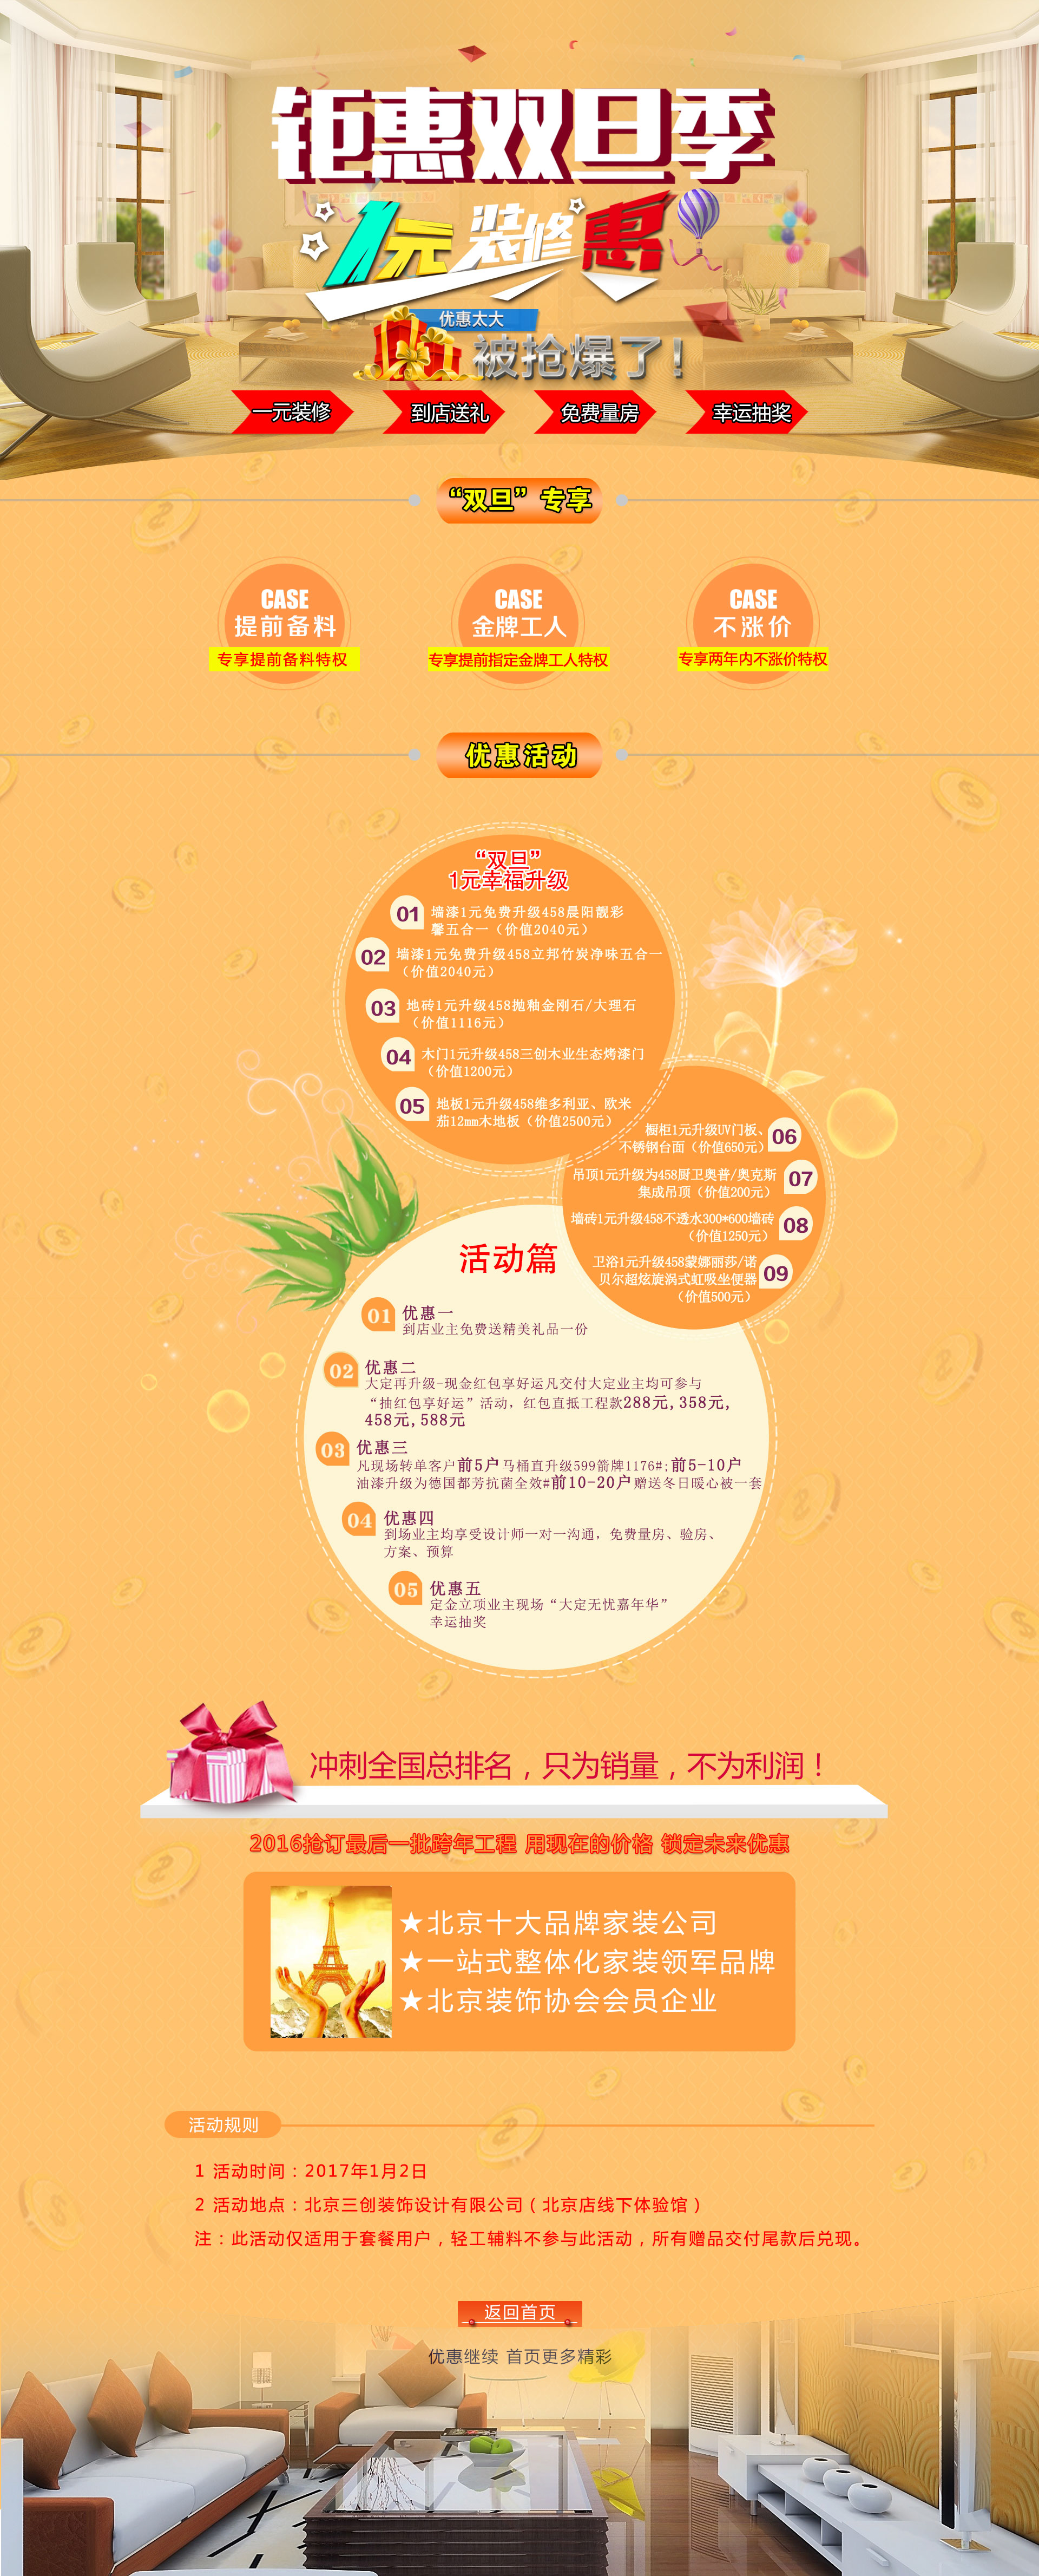 钜惠双旦季
1元装修惠
优惠太大
被抢爆了！
一元装修
到店送礼
免费量房
幸运抽奖
“双旦”专享
CASE
提前备料
专享提前备料特权
CASE
金牌工人
专享提前指定金牌工人特权
CASE
不涨价
专享两年内不涨价特权
优惠活动
“双旦”
1元幸福升级
01
墙漆1元免费升级458晨阳靓彩
馨五合一（价值2040元）
02
墙漆1元免费升级458立邦竹炭净味五合一
（价值2040元）
03
地砖1元升级458抛釉金刚石/大理石
（价值1116元）
04
木门1元升级458三创木业生态烤漆门
（价值1200元）
05
地板1元升级458维多利亚、欧米
茄12mm木地板（价值2500元）
橱柜1元升级UV门板、
不锈钢台面（价值650元）
06
吊顶1元升级为458厨卫奥普/奥克斯
集成吊顶（价值200元）
07
墙砖1元升级458不透水300*600墙砖
（价值1250元）
08
卫浴1元升级458蒙娜丽莎/诺
贝尔超炫旋涡式虹吸坐便器
（价值500元）
09
活动篇
01
优惠一
到店业主免费送精美礼品一份
02
优惠二
大定再升级-现金红包享好运凡交付大定业主均可参与
“抽红包享好运”活动，红包直抵工程款288元，358元，
458元，588元
03
优惠三
凡现场转单客户前5户马桶直升级599箭牌1176#；前5-10户
油漆升级为德国都芳抗菌全效#前10-20户赠送冬日暖心被一套
04
优惠四
到场业主均享受设计师一对一沟通，免费量房、验房、
方案、预算
05
优惠五
定金立项业主现场“大定无忧嘉年华”
幸运抽奖
冲刺全国总排名，只为销量，不为利润！
2016抢订最后一批跨年工程 用现在的价格 锁定未来优惠
★北京十大品牌家装公司
★一站式整体化家装领军品牌
★北京装饰协会会员企业
活动规则
1 活动时间：2017年1月2日
2 活动地点：北京三创装饰设计有限公司（北京店线下体验馆）
注：此活动仅适用于套餐用户，轻工辅料不参与此活动，所有赠品交付尾款后兑现。
返回首页
优惠继续 首页更多精彩